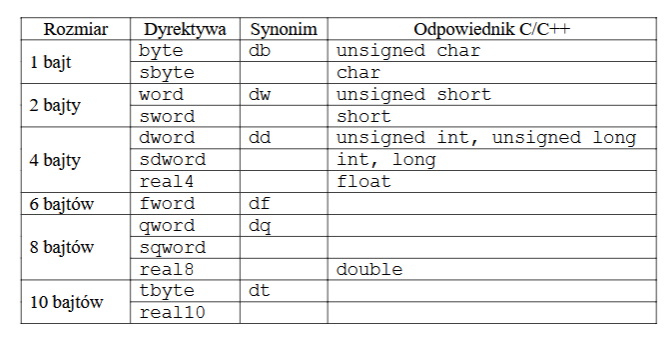 Rozmiar Dyrektywa Synonim Odpowiednik C/C++
1 bajt byte db unsigned char
sbyte char
2 bajty word dw unsigned short
sword short
4 bajty dword dd unsigned int, unsigned long
sdword int, long
real4 float
6 bajtów fword df
8 bajtów qword dq
sqword
real8 double
10 bajtów tbyte dt
real10